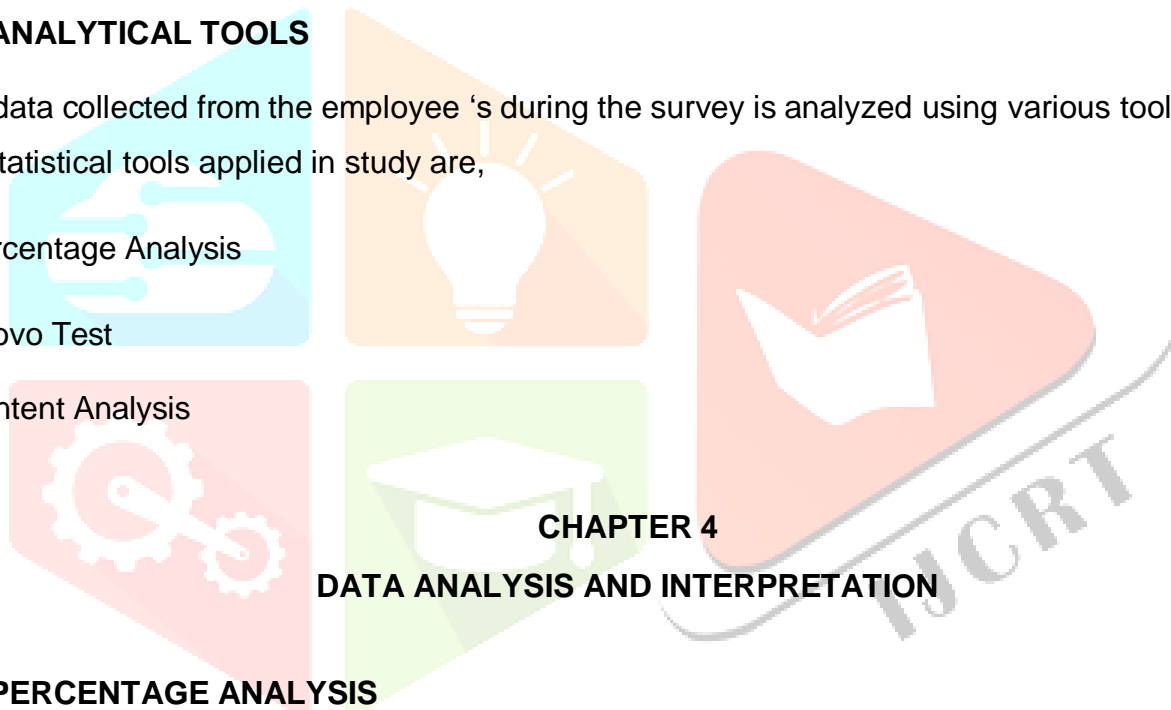 ANALYTICAL TOOLS
data collected from the employee ‘s during the survey is analyzed using various tool
tatistical tools applied in study are,
rcentage Analysis
ovo Test
ntent Analysis
CHAPTER 4
DATA ANALYSIS AND INTERPRETATION
IJCRT
PERCENTAGE ANALYSIS